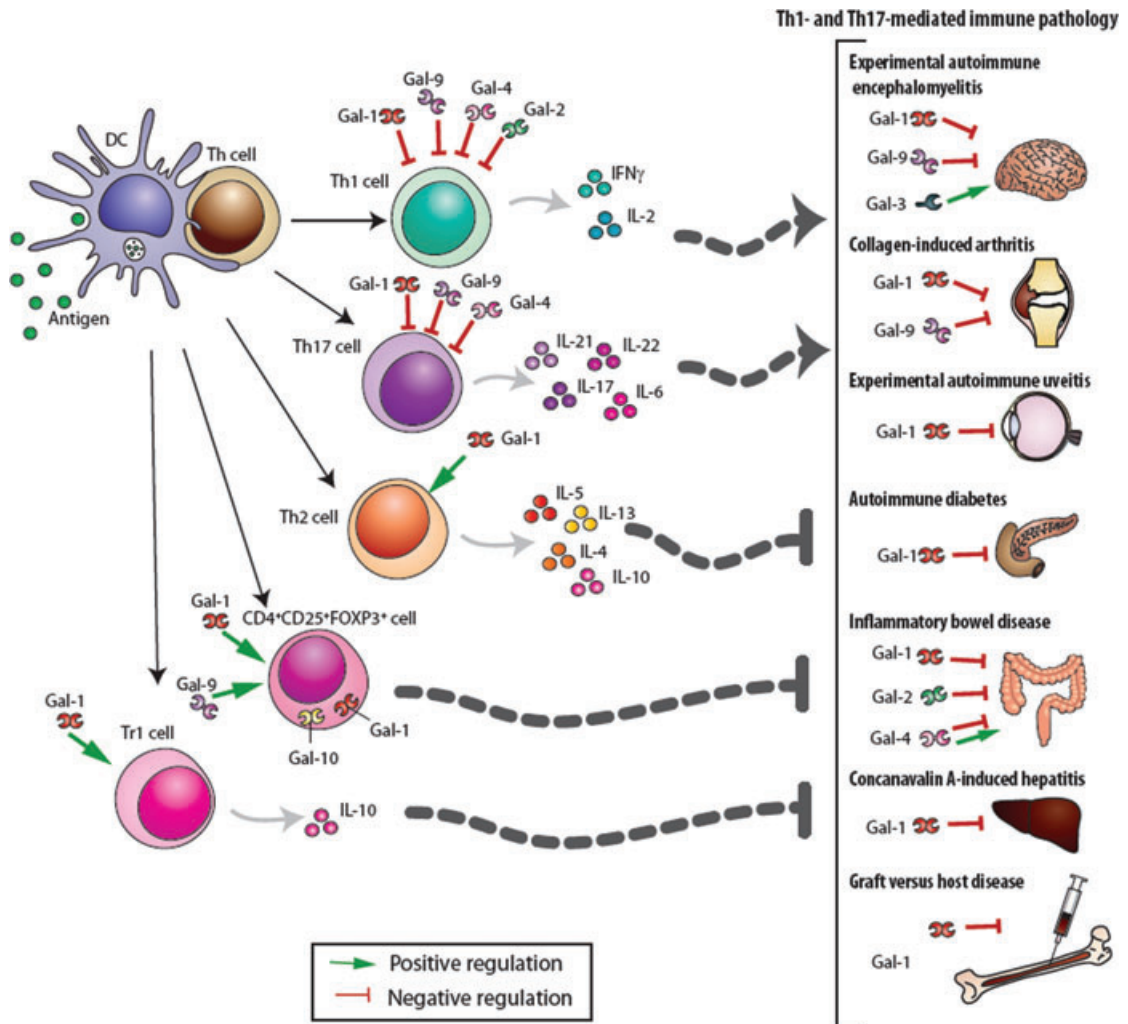 Th1- and Th17-mediated immune pathology
DC
Th cell
Antigen
Gal-1
Gal-9
Gal-4
Gal-2
Th1 cell
IFNγ
IL-2
Gal-1
Gal-9
Gal-4
Th17 cell
IL-21
IL-22
IL-17
IL-6
Gal-1
Th2 cell
IL-5
IL-13
IL-4
IL-10
Gal-1
CD4⁺CD25⁺FOXP3⁺ cell
Gal-9
Gal-1
Gal-10
Gal-1
Tr1 cell
IL-10
Experimental autoimmune
encephalomyelitis
Gal-1
Gal-9
Gal-3
Collagen-induced arthritis
Gal-1
Gal-9
Experimental autoimmune uveitis
Gal-1
Autoimmune diabetes
Gal-1
Inflammatory bowel disease
Gal-1
Gal-2
Gal-4
Concanavalin A-induced hepatitis
Gal-1
Graft versus host disease
Gal-1
Positive regulation
Negative regulation